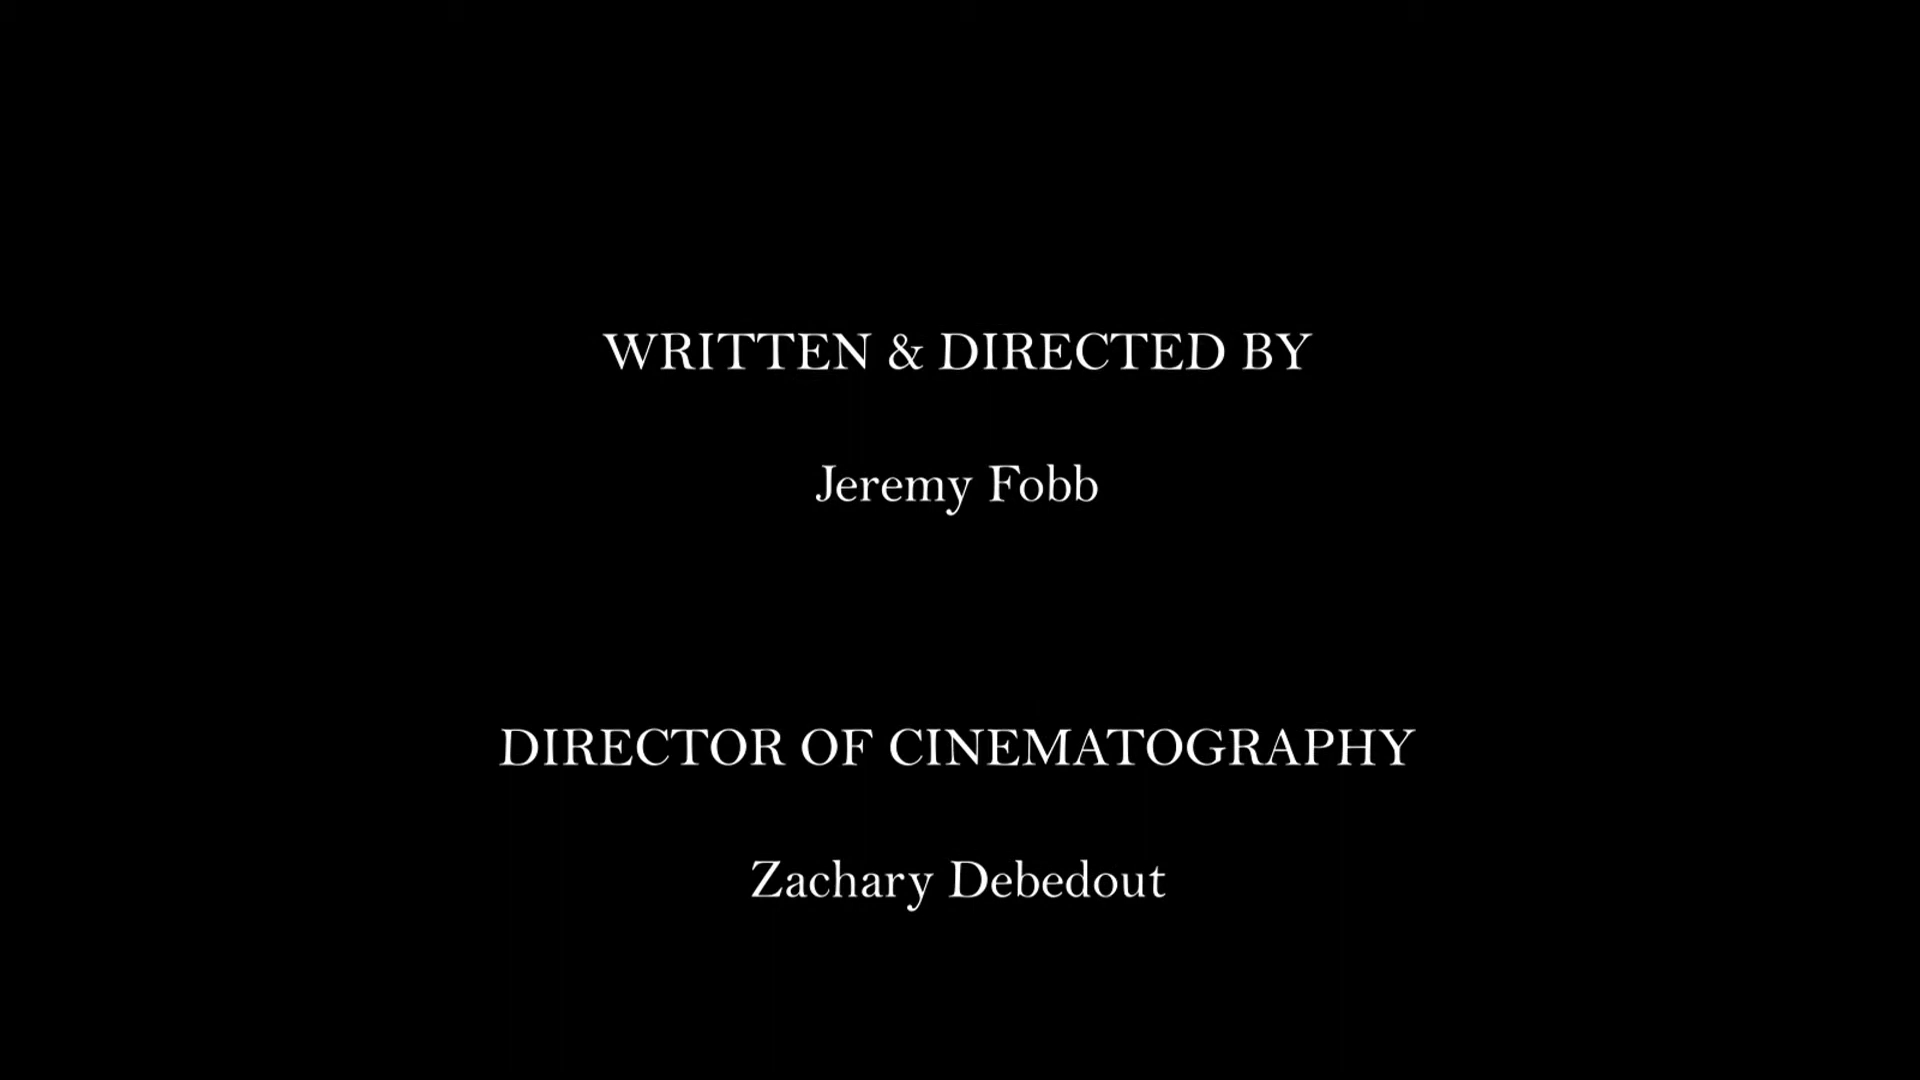 WRITTEN & DIRECTED BY
Jeremy Fobb
DIRECTOR OF CINEMATOGRAPHY
Zachary Debedout